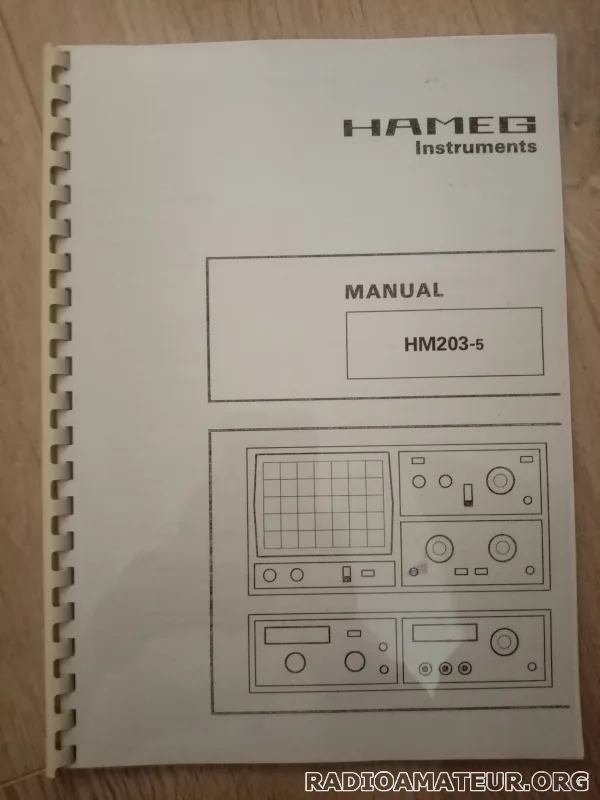 HAMEG
Instruments
MANUAL
HM203-5
RADIOAMATEUR.ORG